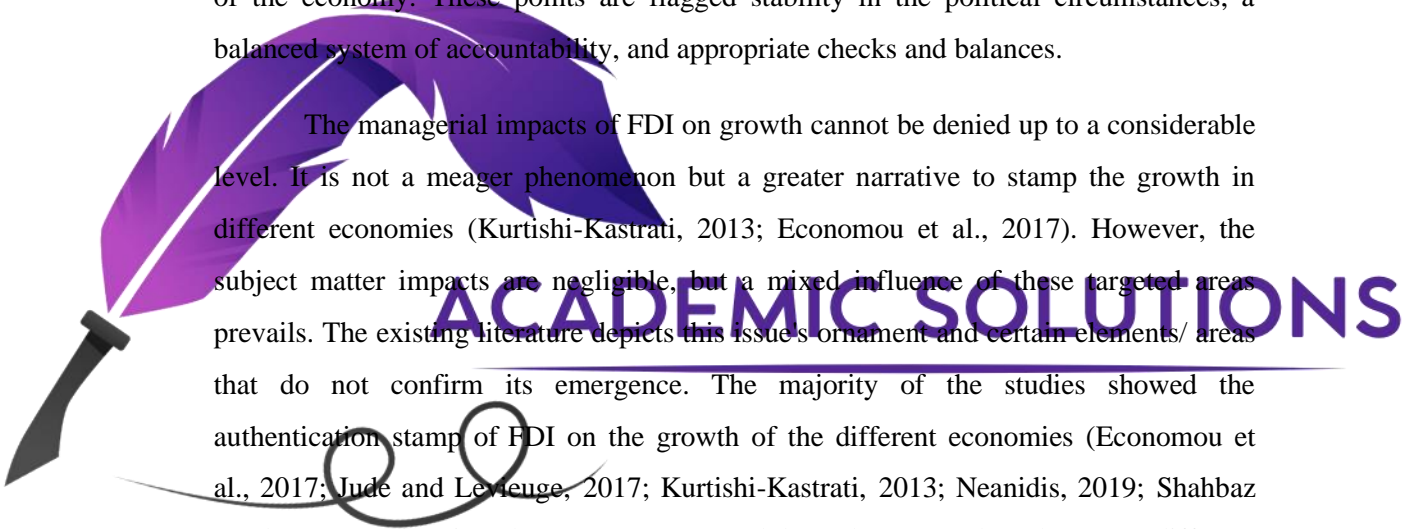 of the economy. These points are flagged stability in the political circumstances, a
balanced system of accountability, and appropriate checks and balances.
The managerial impacts of FDI on growth cannot be denied up to a considerable
level. It is not a meager phenomenon but a greater narrative to stamp the growth in
different economies (Kurtishi-Kastrati, 2013; Economou et al., 2017). However, the
subject matter impacts are negligible, but a mixed influence of these targeted areas
ACADEMIC SOLUTIONS
prevails. The existing literature depicts this issue's ornament and certain elements/ areas
that do not confirm its emergence. The majority of the studies showed the
authentication stamp of FDI on the growth of the different economies (Economou et
al., 2017; Jude and Levieuge, 2017; Kurtishi-Kastrati, 2013; Neanidis, 2019; Shahbaz